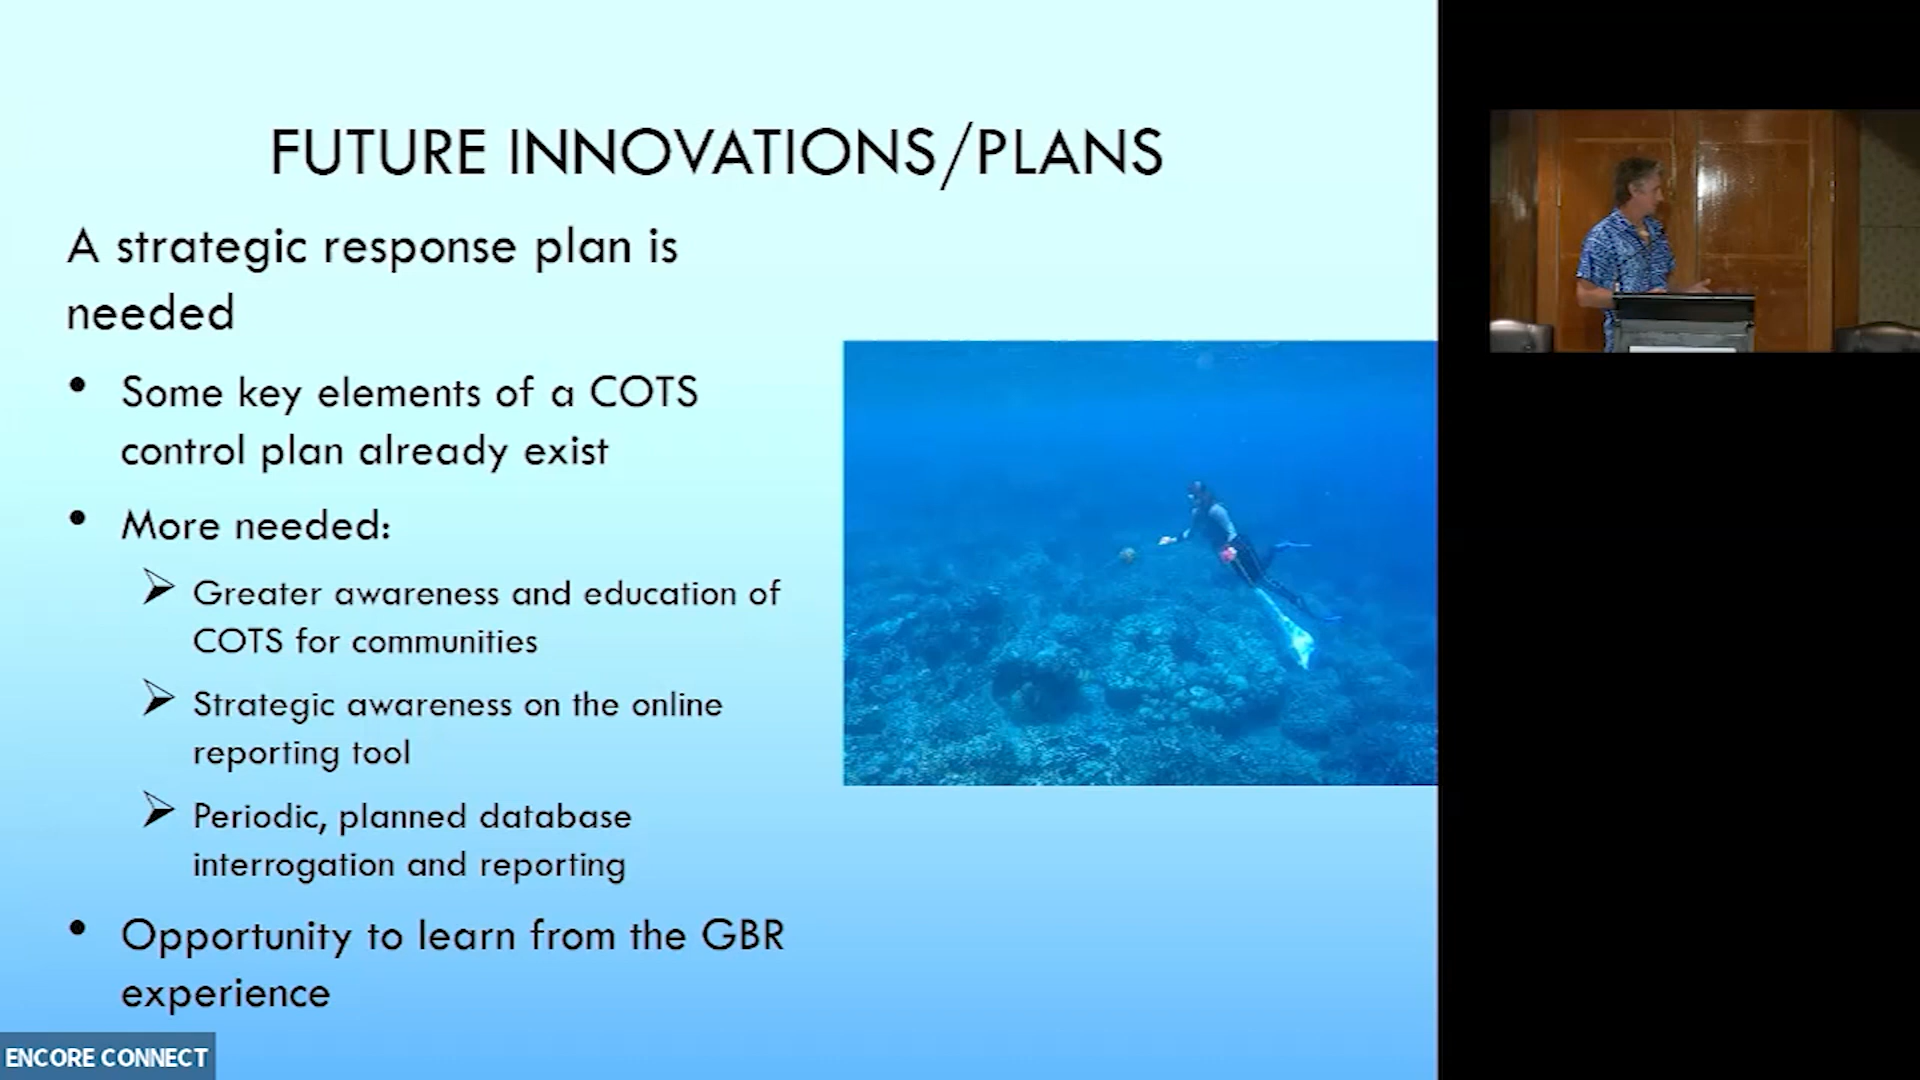 FUTURE INNOVATIONS/PLANS
A strategic response plan is
needed
• Some key elements of a COTS
control plan already exist
• More needed:
➢ Greater awareness and education of
COTS for communities
➢ Strategic awareness on the online
reporting tool
➢ Periodic, planned database
interrogation and reporting
• Opportunity to learn from the GBR
experience
ENCORE CONNECT